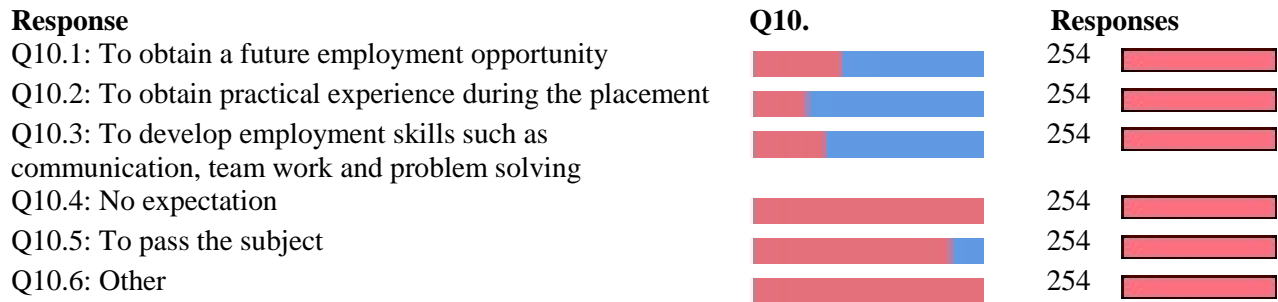 Response Q10. Responses
Q10.1: To obtain a future employment opportunity 254
Q10.2: To obtain practical experience during the placement 254
Q10.3: To develop employment skills such as 254
communication, team work and problem solving
Q10.4: No expectation 254
Q10.5: To pass the subject 254
Q10.6: Other 254